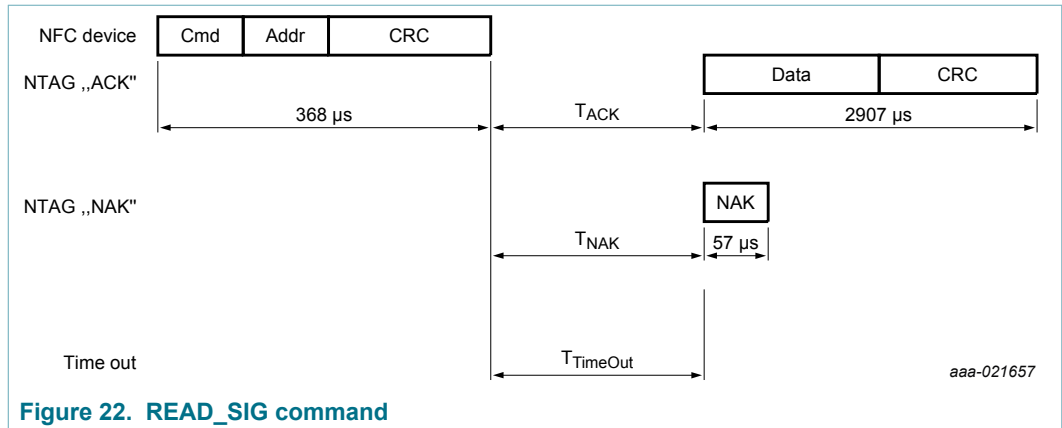 NFC device Cmd Addr CRC
NTAG ,,ACK" Data CRC
368 µs TACK 2907 µs
NTAG ,,NAK" NAK
TNAK 57 µs
Time out TTimeOut aaa-021657
Figure 22. READ_SIG command